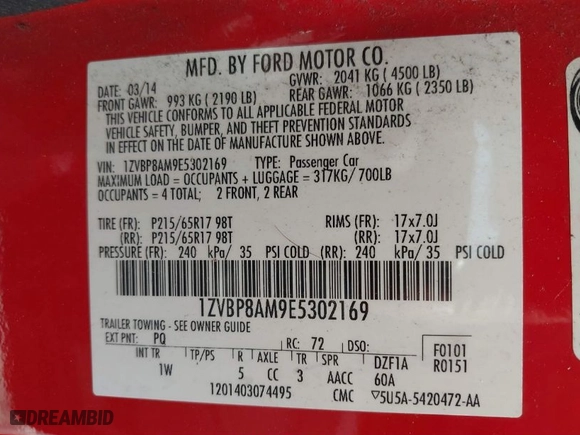 MFD. BY FORD MOTOR CO.
DATE: 03/14 GVWR: 2041 KG ( 4500 LB)
FRONT GAWR: 993 KG ( 2190 LB) REAR GAWR: 1066 KG ( 2350 LB)
THIS VEHICLE CONFORMS TO ALL APPLICABLE FEDERAL MOTOR
VEHICLE SAFETY, BUMPER, AND THEFT PREVENTION STANDARDS
IN EFFECT ON THE DATE OF MANUFACTURE SHOWN ABOVE.
VIN: 1ZVBP8AM9E5302169 TYPE: Passenger Car
MAXIMUM LOAD = OCCUPANTS + LUGGAGE = 317KG/ 700LB
OCCUPANTS = 4 TOTAL; 2 FRONT, 2 REAR
TIRE (FR): P215/65R17 98T RIMS (FR): 17x7.0J
(RR): P215/65R17 98T (RR): 17x7.0J
PRESSURE (FR): 240 kPa/ 35 PSI COLD (RR): 240 kPa/ 35 PSI COLD
1ZVBP8AM9E5302169
TRAILER TOWING - SEE OWNER GUIDE
EXT PNT: PQ RC: 72 DSO: F0101
INT TR TP/PS R AXLE TR SPR DZF1A R0151
1W 5 CC 3 AACC 60A
1201403074495 CMC ▽5U5A-5420472-AA
DREAMBID